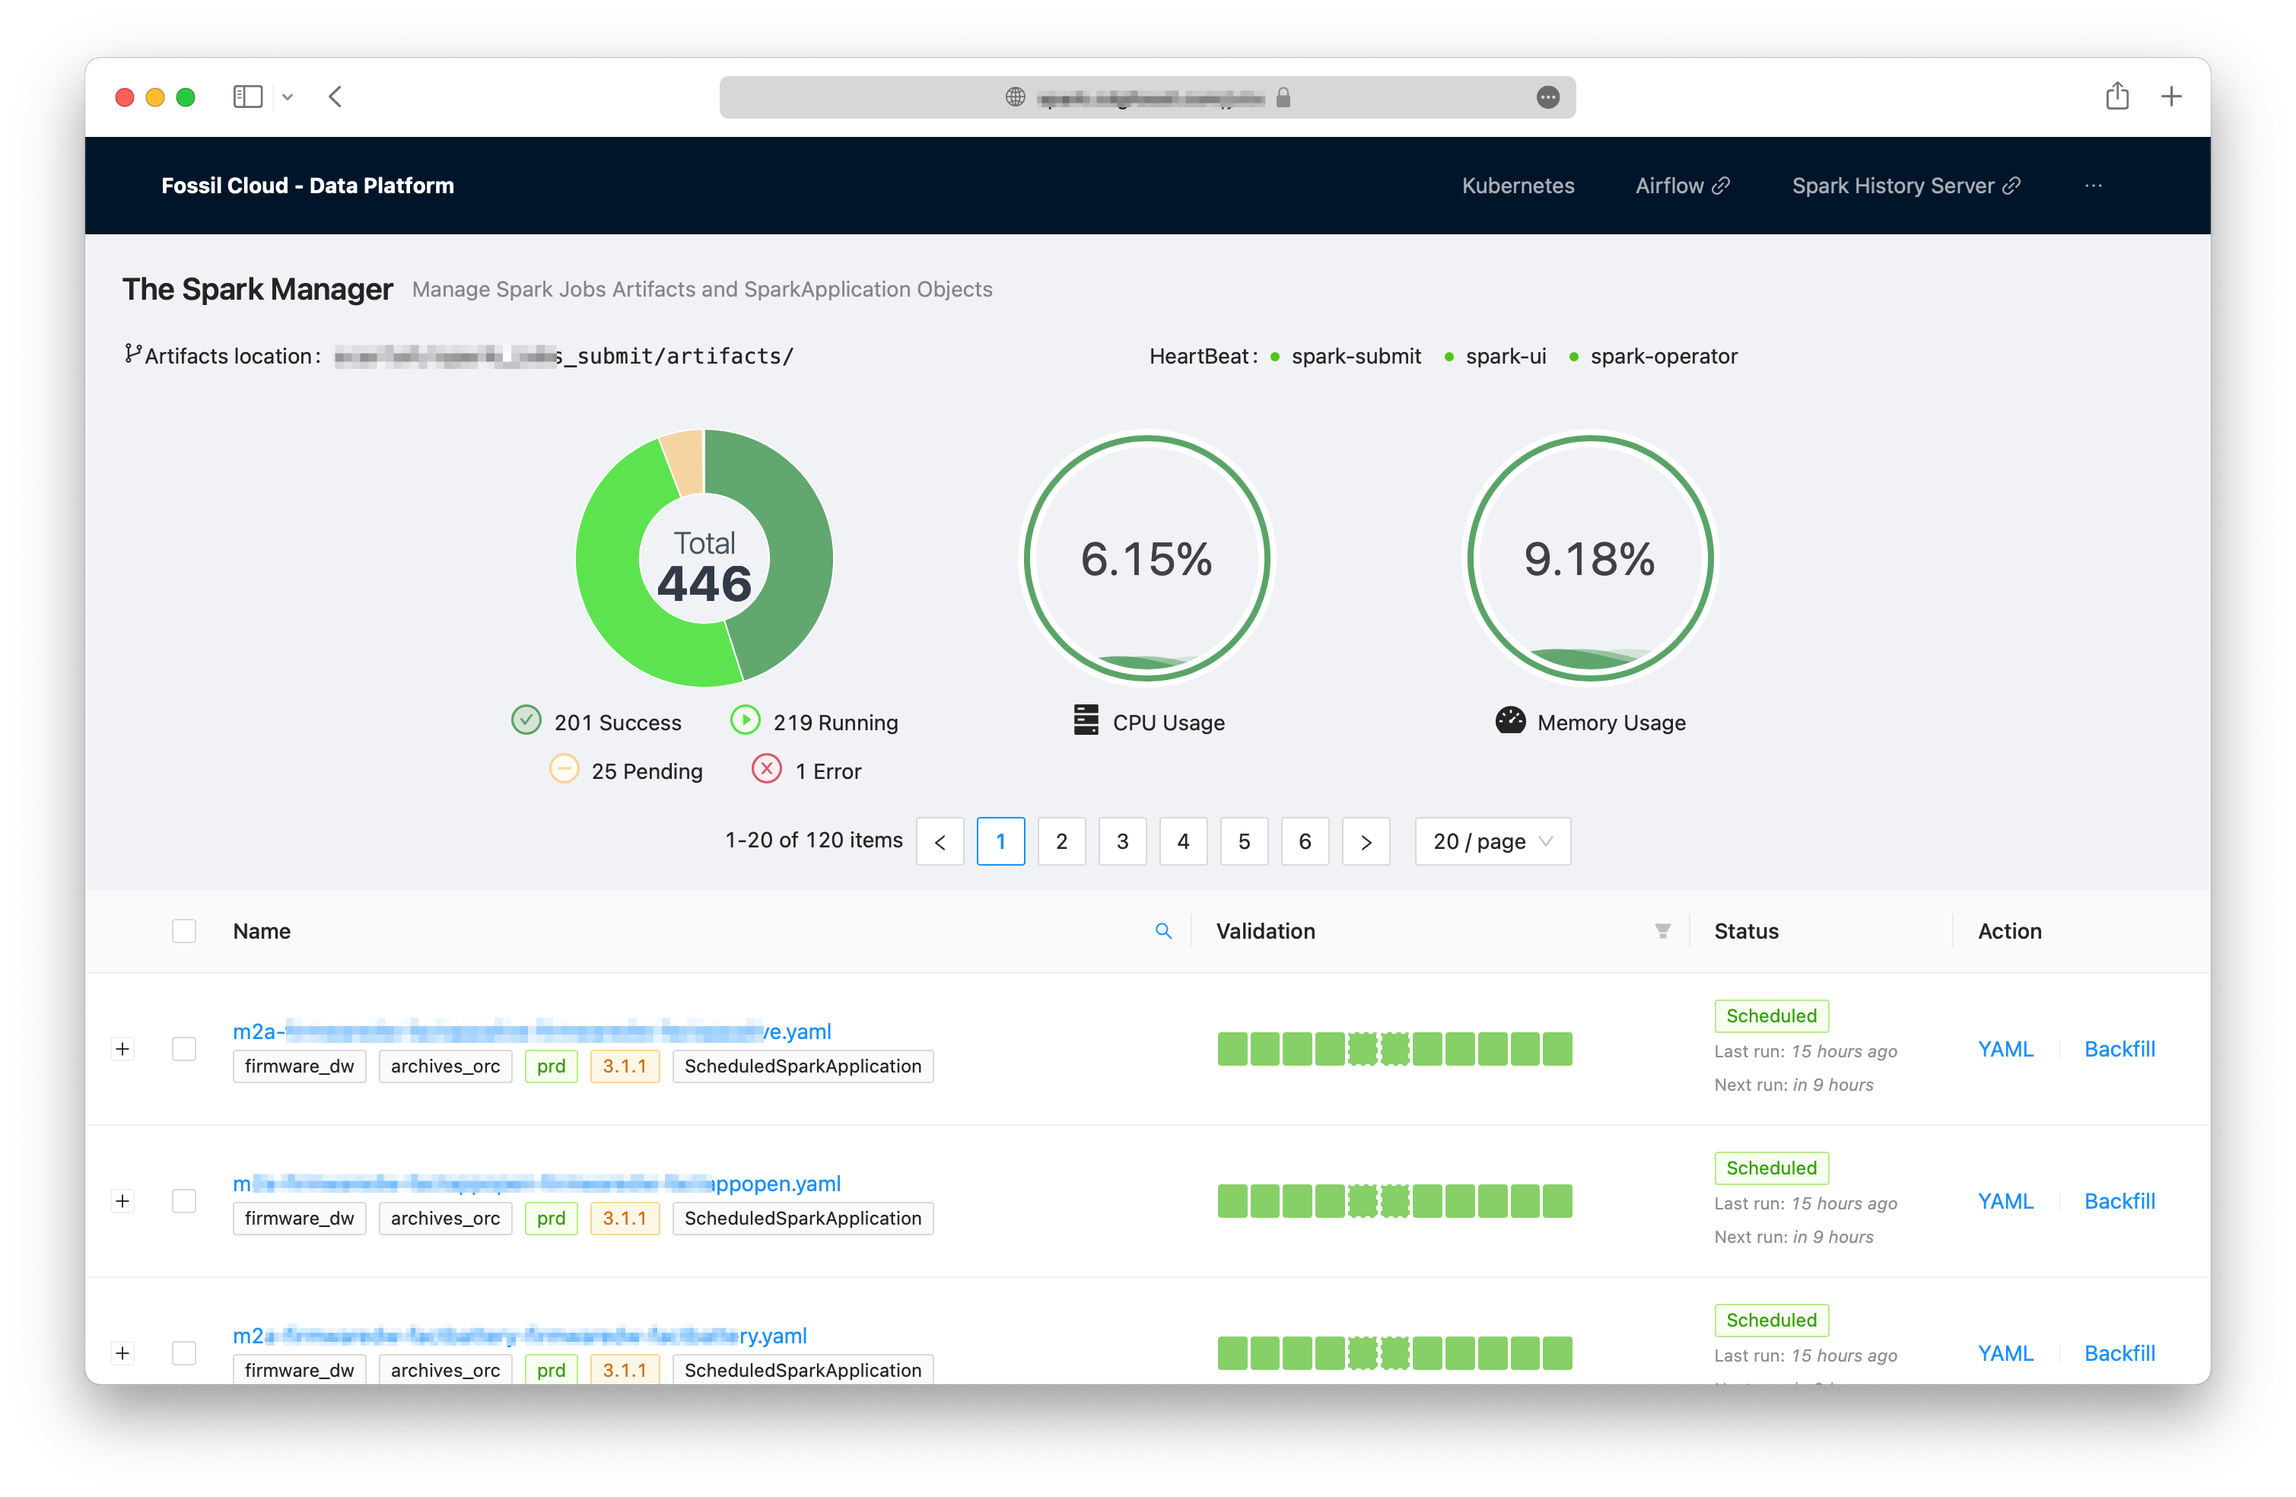 Fossil Cloud - Data Platform Kubernetes Airflow Spark History Server ···
The Spark Manager Manage Spark Jobs Artifacts and SparkApplication Objects
Artifacts location: s_submit/artifacts/ HeartBeat: spark-submit spark-ui spark-operator
Total
446
6.15%
9.18%
201 Success 219 Running
25 Pending 1 Error
CPU Usage
Memory Usage
1-20 of 120 items < 1 2 3 4 5 6 > 20 / page
Name Validation Status Action
m2a- ve.yaml
firmware_dw archives_orc prd 3.1.1 ScheduledSparkApplication
Scheduled
Last run: 15 hours ago
Next run: in 9 hours
YAML Backfill
m appopen.yaml
firmware_dw archives_orc prd 3.1.1 ScheduledSparkApplication
Scheduled
Last run: 15 hours ago
Next run: in 9 hours
YAML Backfill
m2 ry.yaml
firmware_dw archives_orc prd 3.1.1 ScheduledSparkApplication
Scheduled
Last run: 15 hours ago
YAML Backfill